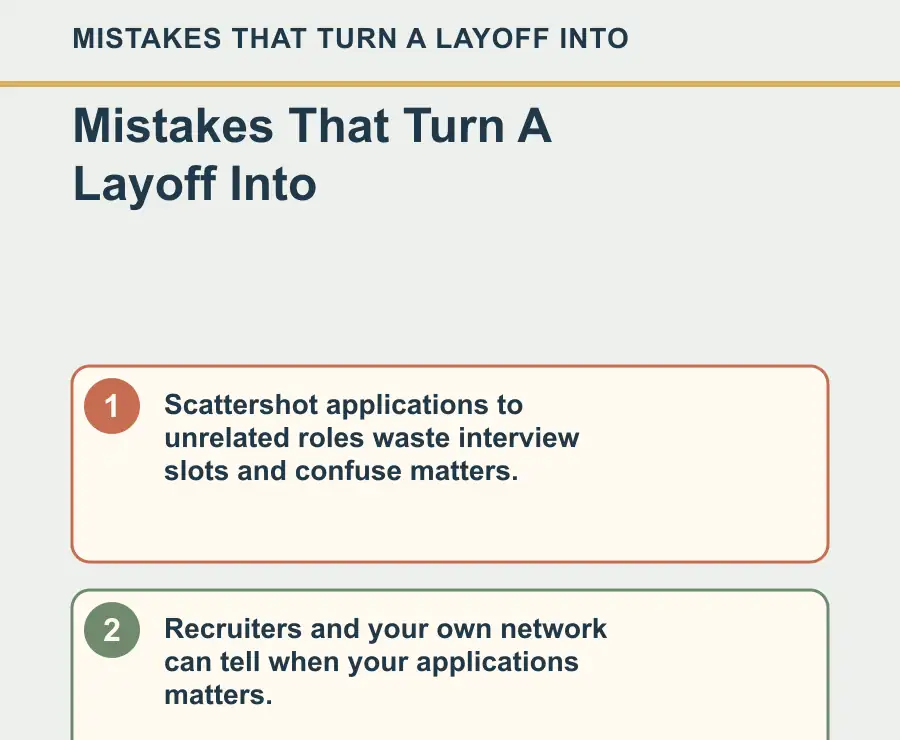 MISTAKES THAT TURN A LAYOFF INTO
Mistakes That Turn A
Layoff Into
1
Scattershot applications to
unrelated roles waste interview
slots and confuse matters.
2
Recruiters and your own network
can tell when your applications
matters.